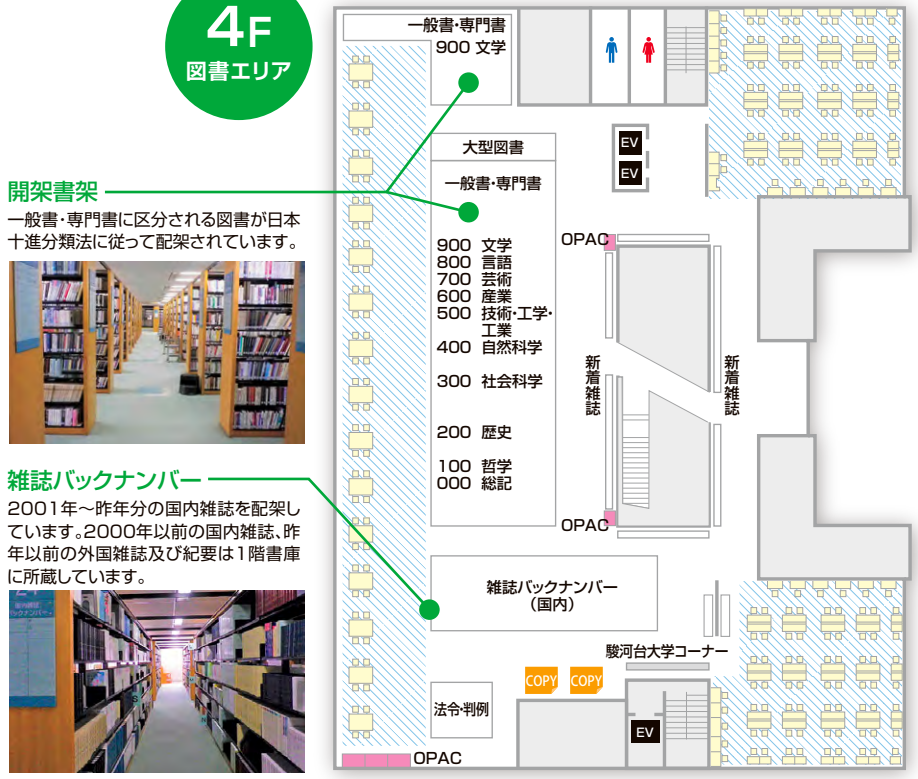 4F
図書エリア
開架書架
一般書・専門書に区分される図書が日本
十進分類法に従って配架されています。
雑誌バックナンバー
2001年～昨年分の国内雑誌を配架し
ています。2000年以前の国内雑誌、昨
年以前の外国雑誌及び紀要は1階書庫
に所蔵しています。
一般書・専門書
900 文学
大型図書
一般書・専門書
900 文学
800 言語
700 芸術
600 産業
500 技術・工学・
工業
400 自然科学
300 社会科学
200 歴史
100 哲学
000 総記
EV
EV
OPAC
新着雑誌
新着雑誌
OPAC
雑誌バックナンバー
（国内）
駿河台大学コーナー
COPY
COPY
法令・判例
EV
OPAC